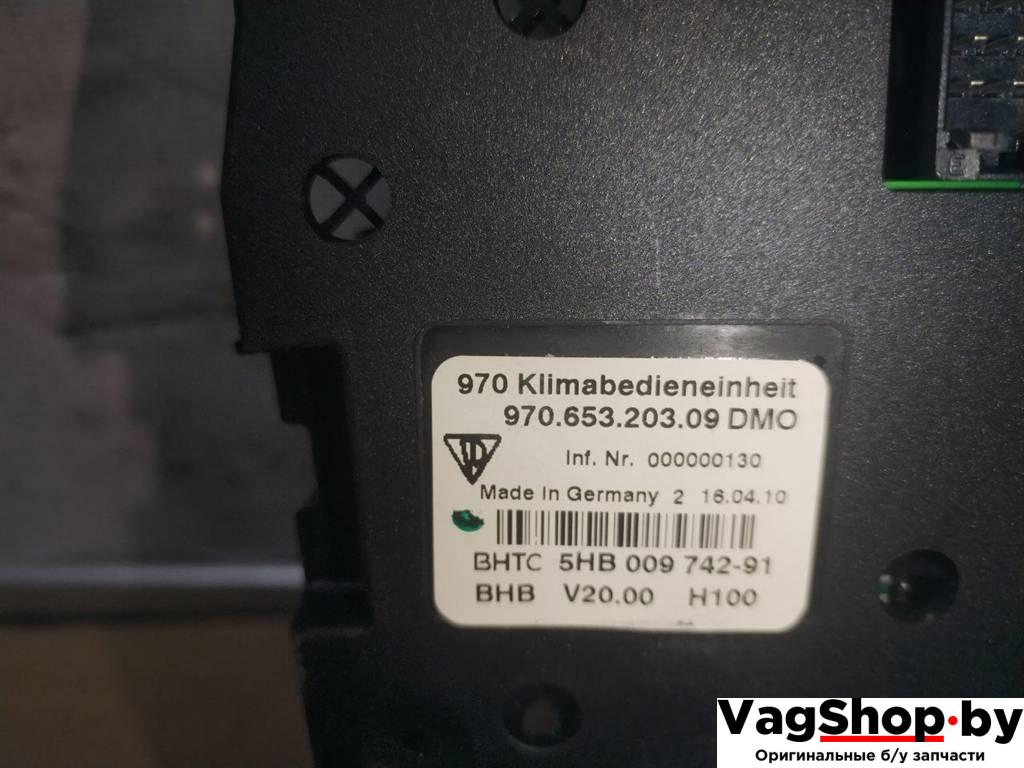 970 Klimabedieneinheit
970.653.203.09 DMO
Inf. Nr. 000000130
Made in Germany 2 16.04.10
BHTC 5HB 009 742-91
BHB V20.00 H100
VagShop.by
Оригинальные б/у запчасти